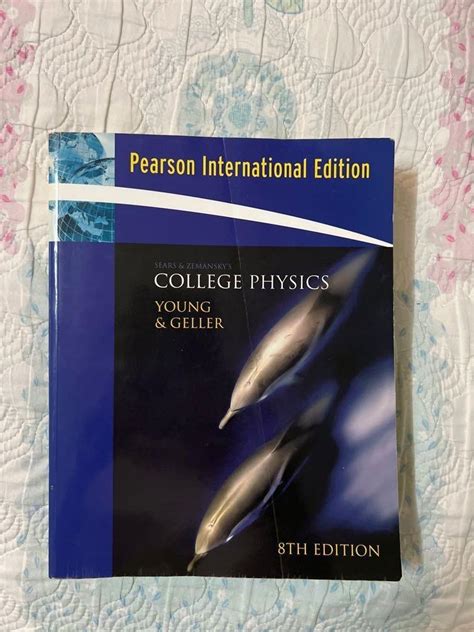 Pearson International Edition
SEARS & ZEMANSKY'S
COLLEGE PHYSICS
YOUNG
& GELLER
8TH EDITION